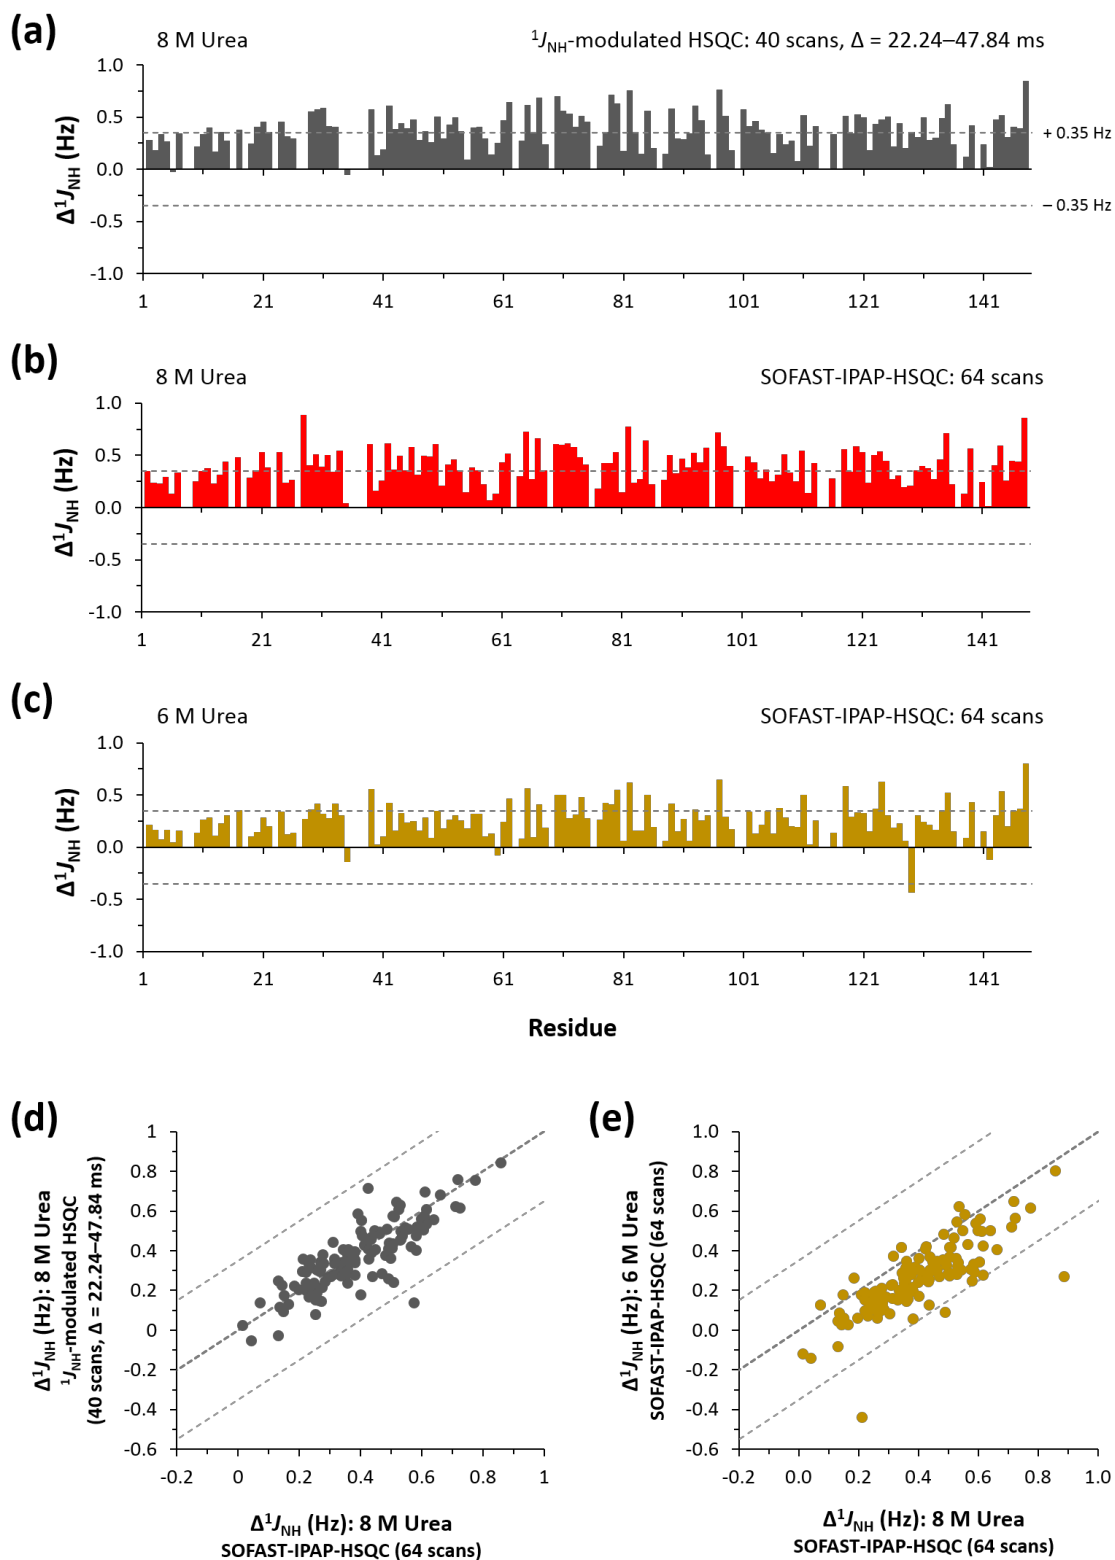 (a)
8 M Urea
¹J_NH-modulated HSQC: 40 scans, Δ = 22.24–47.84 ms
Δ¹J_NH (Hz)
1.0
0.5
0.0
-0.5
-1.0
+ 0.35 Hz
– 0.35 Hz
1 21 41 61 81 101 121 141
(b)
8 M Urea
SOFAST-IPAP-HSQC: 64 scans
Δ¹J_NH (Hz)
1.0
0.5
0.0
-0.5
-1.0
1 21 41 61 81 101 121 141
(c)
6 M Urea
SOFAST-IPAP-HSQC: 64 scans
Δ¹J_NH (Hz)
1.0
0.5
0.0
-0.5
-1.0
1 21 41 61 81 101 121 141
Residue
(d)
Δ¹J_NH (Hz): 8 M Urea
¹J_NH-modulated HSQC
(40 scans, Δ = 22.24-47.84 ms)
1
0.8
0.6
0.4
0.2
0
-0.2
-0.4
-0.6
-0.2 0 0.2 0.4 0.6 0.8 1
Δ¹J_NH (Hz): 8 M Urea
SOFAST-IPAP-HSQC (64 scans)
(e)
Δ¹J_NH (Hz): 6 M Urea
SOFAST-IPAP-HSQC (64 scans)
1.0
0.8
0.6
0.4
0.2
0.0
-0.2
-0.4
-0.6
-0.2 0.0 0.2 0.4 0.6 0.8 1.0
Δ¹J_NH (Hz): 8 M Urea
SOFAST-IPAP-HSQC (64 scans)